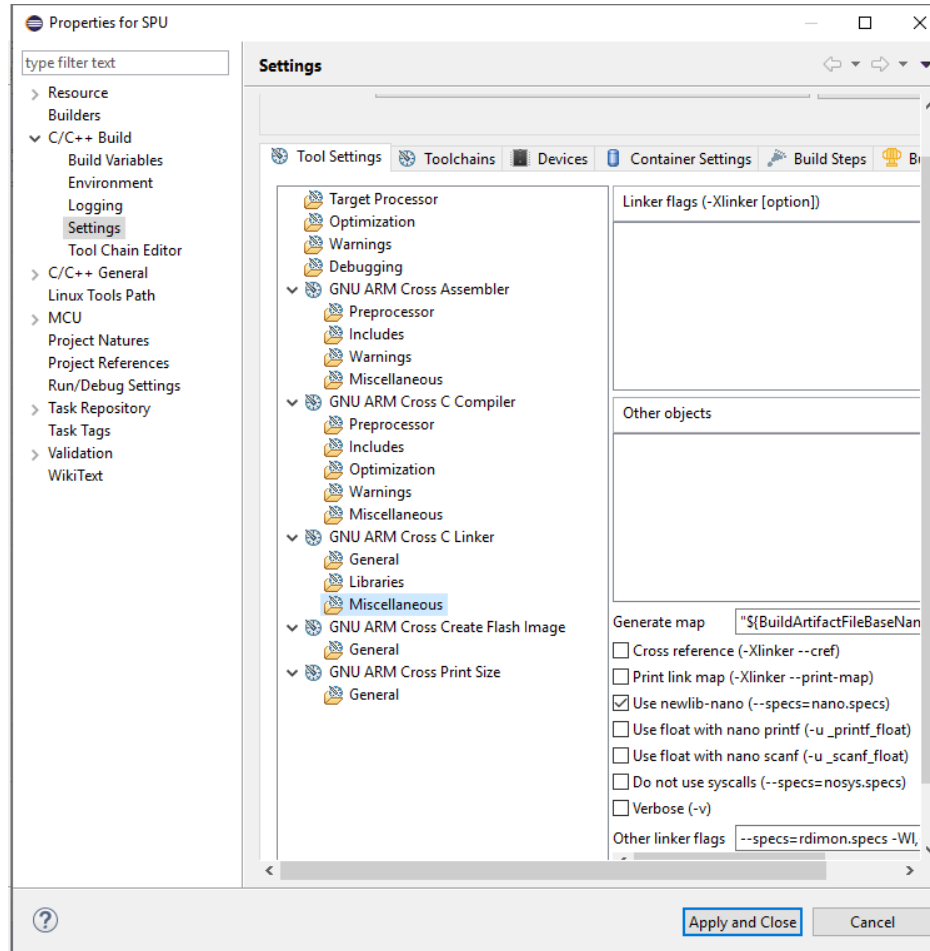 Properties for SPU
type filter text
Resource
Builders
C/C++ Build
Build Variables
Environment
Logging
Settings
Tool Chain Editor
C/C++ General
Linux Tools Path
MCU
Project Natures
Project References
Run/Debug Settings
Task Repository
Task Tags
Validation
WikiText
Settings
Tool Settings Toolchains Devices Container Settings Build Steps
Target Processor
Optimization
Warnings
Debugging
GNU ARM Cross Assembler
Preprocessor
Includes
Warnings
Miscellaneous
GNU ARM Cross C Compiler
Preprocessor
Includes
Optimization
Warnings
Miscellaneous
GNU ARM Cross C Linker
General
Libraries
Miscellaneous
GNU ARM Cross Create Flash Image
General
GNU ARM Cross Print Size
General
Linker flags (-Xlinker [option])
Other objects
Generate map "${BuildArtifactFileBaseNan
Cross reference (-Xlinker --cref)
Print link map (-Xlinker --print-map)
Use newlib-nano (--specs=nano.specs)
Use float with nano printf (-u _printf_float)
Use float with nano scanf (-u _scanf_float)
Do not use syscalls (--specs=nosys.specs)
Verbose (-v)
Other linker flags --specs=rdimon.specs -Wl,
Apply and Close Cancel